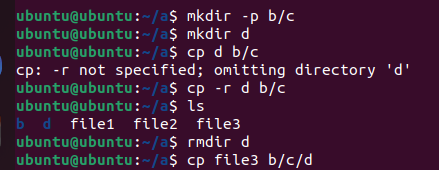 ubuntu@ubuntu:~/a$ mkdir -p b/c
ubuntu@ubuntu:~/a$ mkdir d
ubuntu@ubuntu:~/a$ cp d b/c
cp: -r not specified; omitting directory 'd'
ubuntu@ubuntu:~/a$ cp -r d b/c
ubuntu@ubuntu:~/a$ ls
b  d  file1  file2  file3
ubuntu@ubuntu:~/a$ rmdir d
ubuntu@ubuntu:~/a$ cp file3 b/c/d